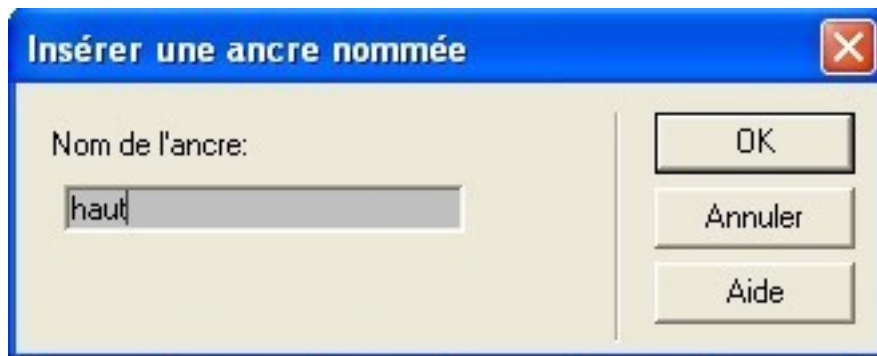 Insérer une ancre nommée
Nom de l'ancre:
haut
OK
Annuler
Aide